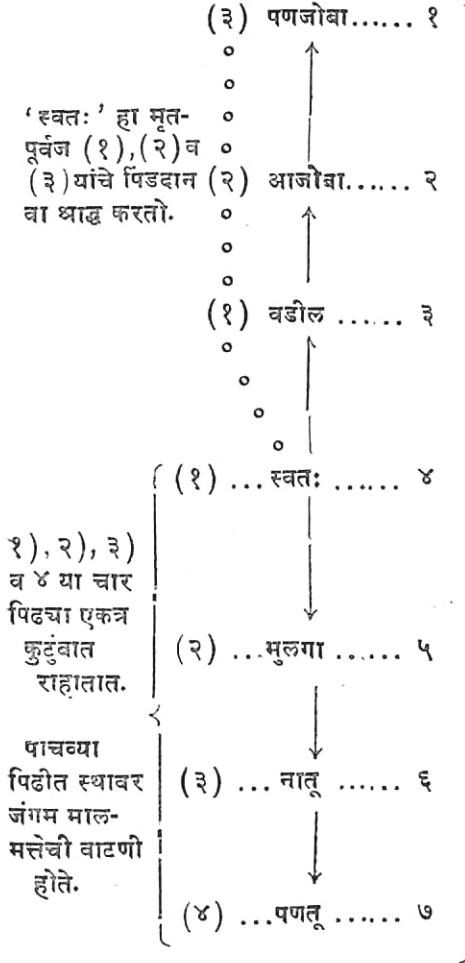 (३) पणजोबा...... १
'स्वतः' हा मृत-
पूर्वज (१),(२) व
(३) यांचे पिंडदान
वा श्राद्ध करतो.
(२) आजोबा...... २
(१) वडील ...... ३
(१) ... स्वतः ...... ४
१), २), ३)
व ४ या चार
पिढ्या एकत्र
कुटुंबात
राहातात.
(२) ...मुलगा ...... ५
पाचव्या
पिढीत स्थावर
जंगम माल-
मत्तेची वाटणी
होते.
(३) ... नातू ...... ६
(४) ...पणतू ...... ७